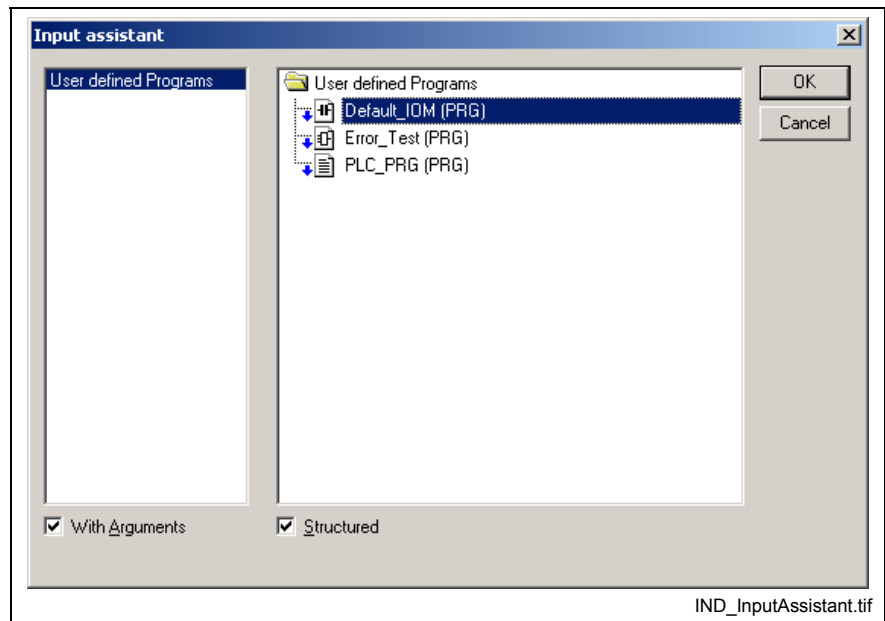 Input assistant
User defined Programs
User defined Programs
Default_IOM (PRG)
Error_Test (PRG)
PLC_PRG (PRG)
OK
Cancel
With Arguments
Structured
IND_InputAssistant.tif